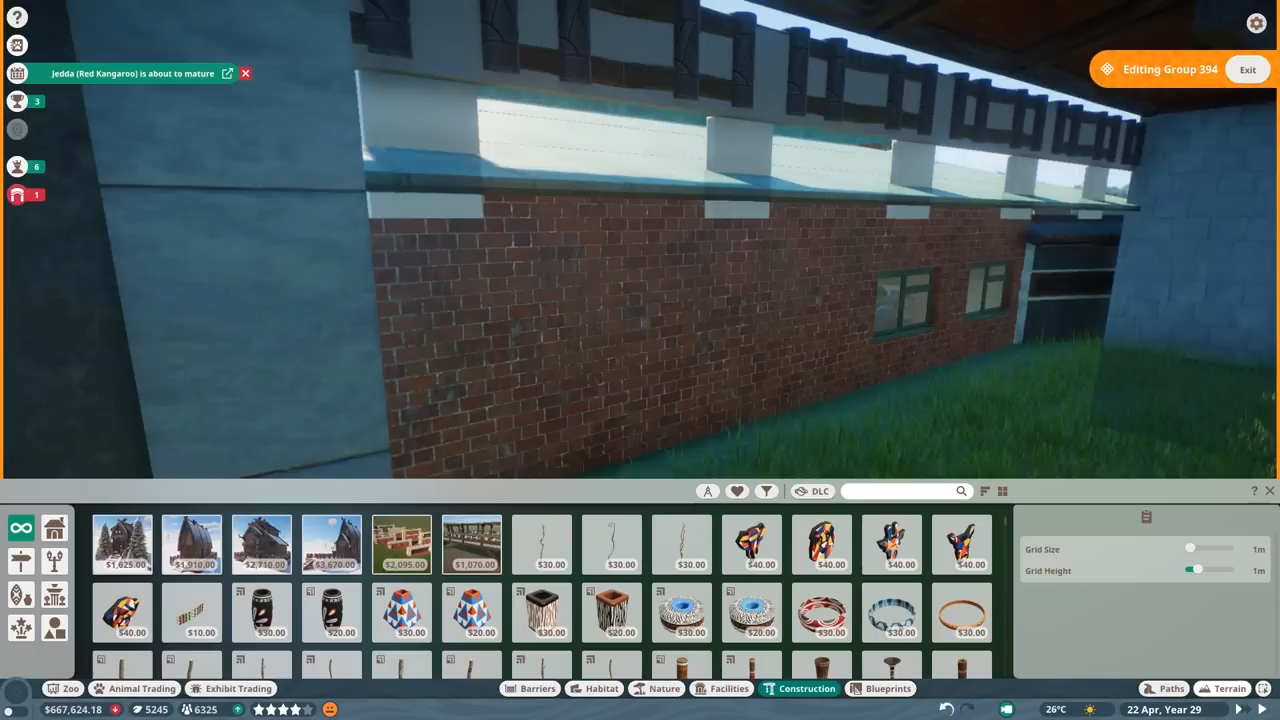 ?
Jedda (Red Kangaroo) is about to mature
3
6
1
Editing Group 394
Exit
DLC
?
$1,625.00 $1,910.00 $2,710.00 $3,670.00 $2,095.00 $1,070.00 $30.00 $30.00 $30.00 $40.00 $40.00 $40.00 $40.00
Grid Size 1m
Grid Height 1m
$40.00 $10.00 $30.00 $20.00 $30.00 $20.00 $30.00 $20.00 $30.00 $20.00 $30.00 $30.00 $30.00
Zoo Animal Trading Exhibit Trading Barriers Habitat Nature Facilities Construction Blueprints Paths Terrain
$667,624.18 5245 6325 26°C 22 Apr, Year 29